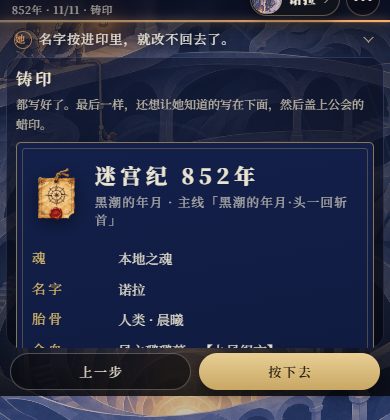 852年 · 11/11 · 铸印
诺拉
她 名字按进印里，就改不回去了。
铸印
都写好了。最后一样，还想让她知道的写在下面，然后盖上公会的
蜡印。
迷宫纪 852年
黑潮的年月 · 主线「黑潮的年月·头一回斩
首」
魂 本地之魂
名字 诺拉
胎骨 人类 · 晨曦
上一步
按下去